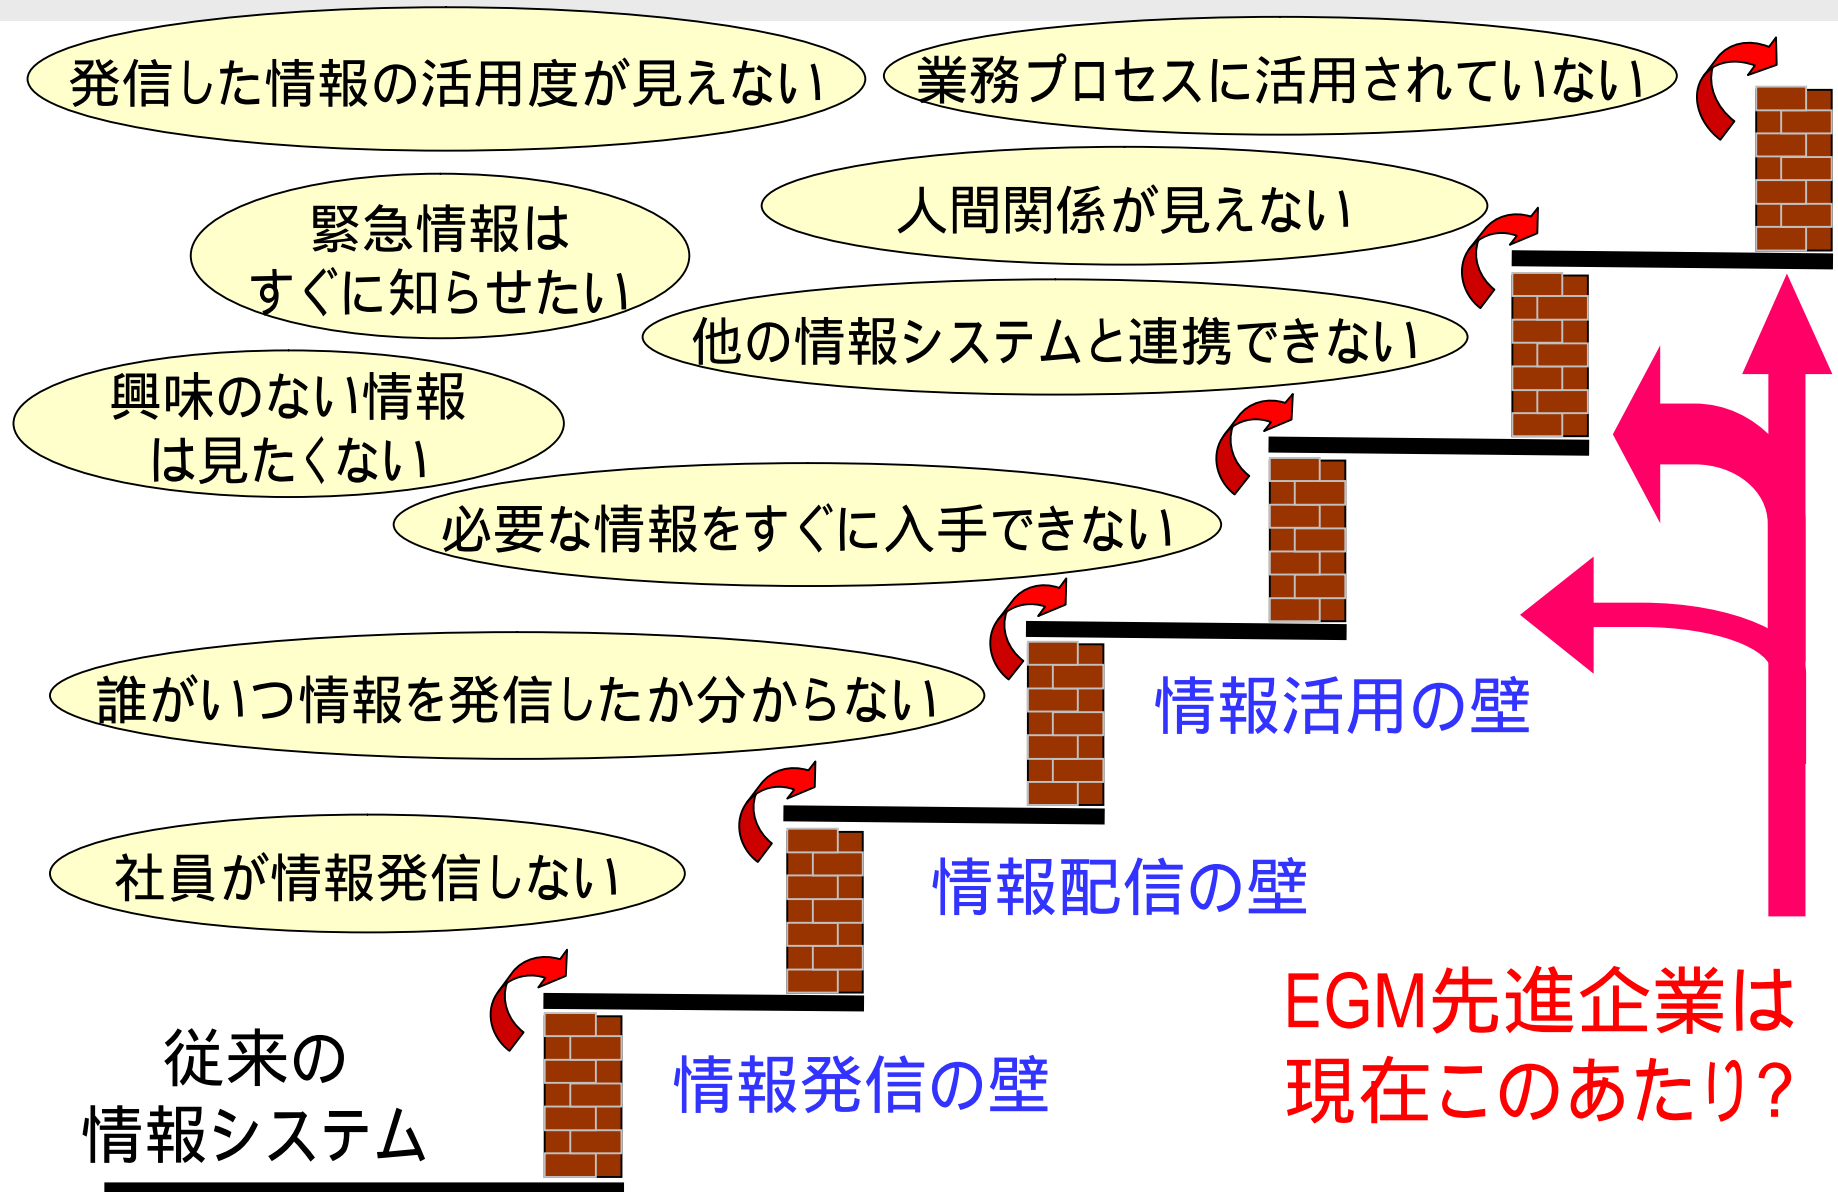 発信した情報の活用度が見えない
業務プロセスに活用されていない
緊急情報は
すぐに知らせたい
人間関係が見えない
他の情報システムと連携できない
興味のない情報
は見たくない
必要な情報をすぐに入手できない
誰がいつ情報を発信したか分からない
情報活用の壁
社員が情報発信しない
情報配信の壁
従来の
情報システム
情報発信の壁
EGM先進企業は
現在このあたり?